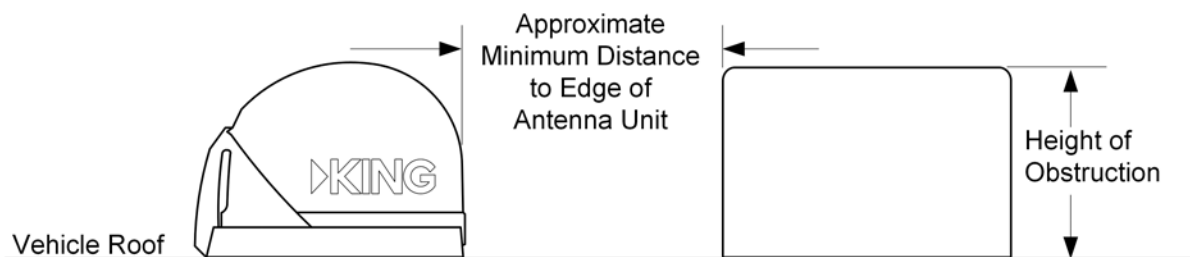 Approximate
Minimum Distance
to Edge of
Antenna Unit
KING
Height of
Obstruction
Vehicle Roof